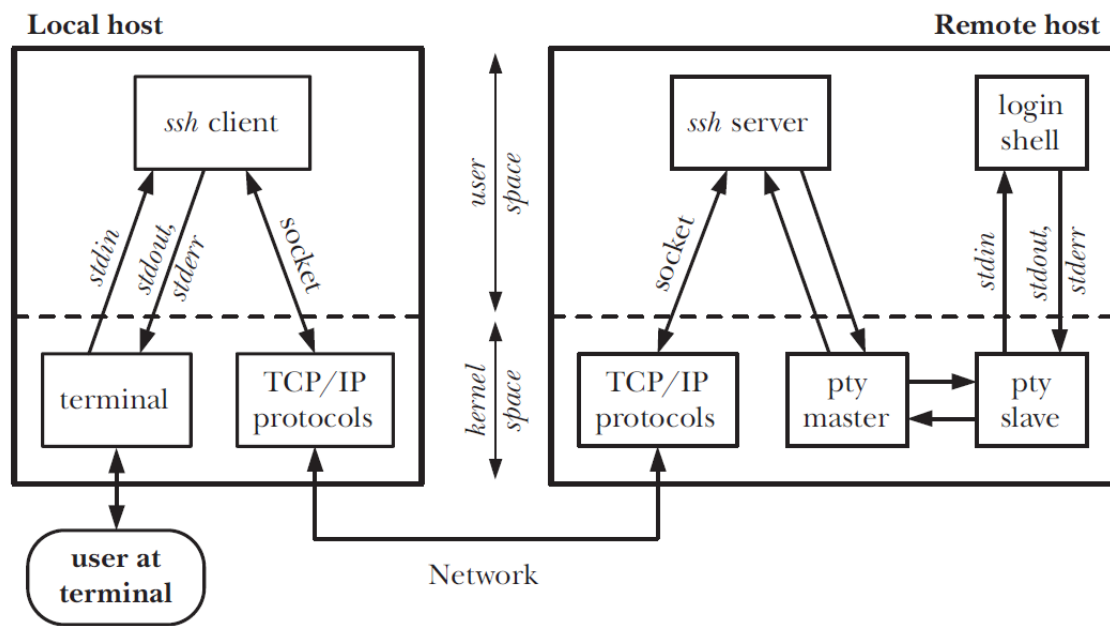 Local host
Remote host
ssh client
ssh server
login
shell
user
space
stdin
stdout,
stderr
socket
socket
stdin
stdout,
stderr
kernel
space
terminal
TCP/IP
protocols
TCP/IP
protocols
pty
master
pty
slave
user at
terminal
Network